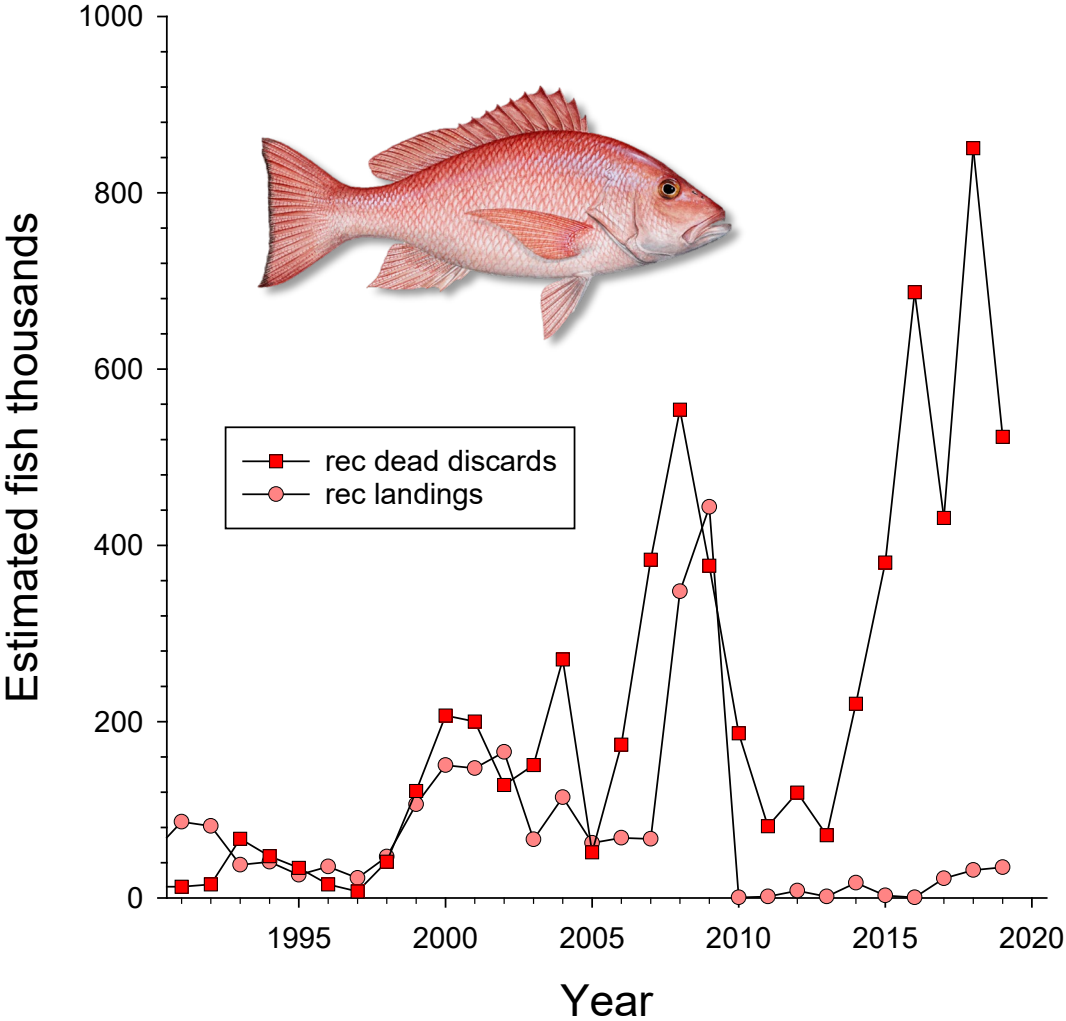 1000
800
600
400
200
0
Estimated fish thousands
rec dead discards
rec landings
1995 2000 2005 2010 2015 2020
Year